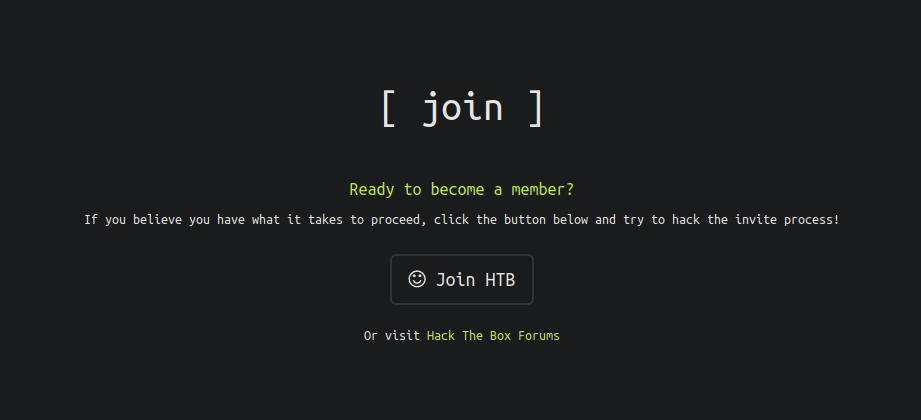 [ join ]
Ready to become a member?
If you believe you have what it takes to proceed, click the button below and try to hack the invite process!
Join HTB
Or visit Hack The Box Forums